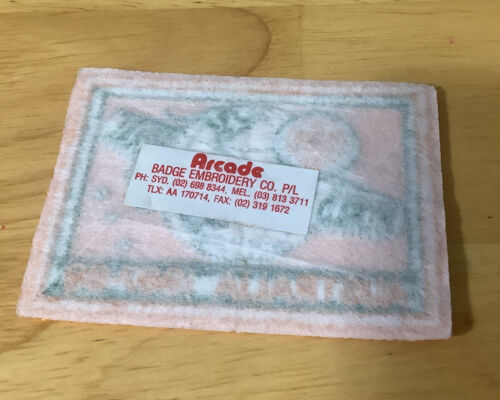 Arcade
BADGE EMBROIDERY CO. P/L
PH: SYD. (02) 698 8344. MEL. (03) 813 3711
TLX: AA 170714, FAX: (02) 319 1672